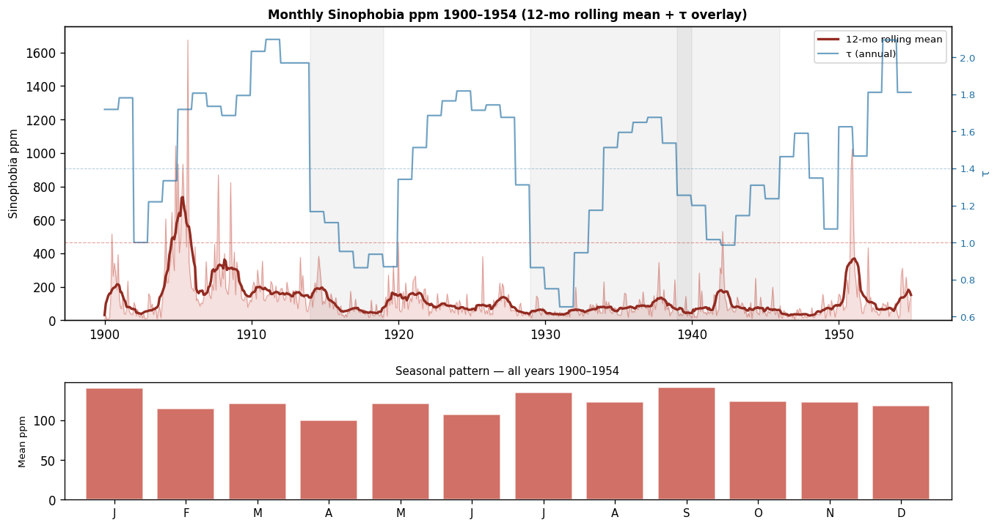 Monthly Sinophobia ppm 1900–1954 (12-mo rolling mean + τ overlay)
Sinophobia ppm
1600
1400
1200
1000
800
600
400
200
0
12-mo rolling mean
τ (annual)
2.0
1.8
1.6
1.4
1.2
1.0
0.8
0.6
τ
1900 1910 1920 1930 1940 1950
Seasonal pattern — all years 1900–1954
Mean ppm
100
50
0
J F M A M J J A S O N D